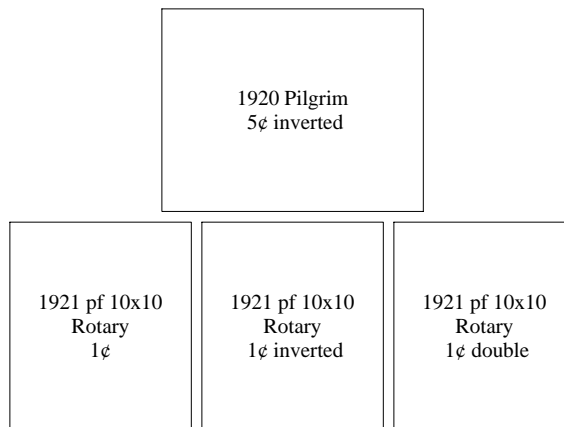 1920 Pilgrim
5¢ inverted
1921 pf 10x10
Rotary
1¢
1921 pf 10x10
Rotary
1¢ inverted
1921 pf 10x10
Rotary
1¢ double